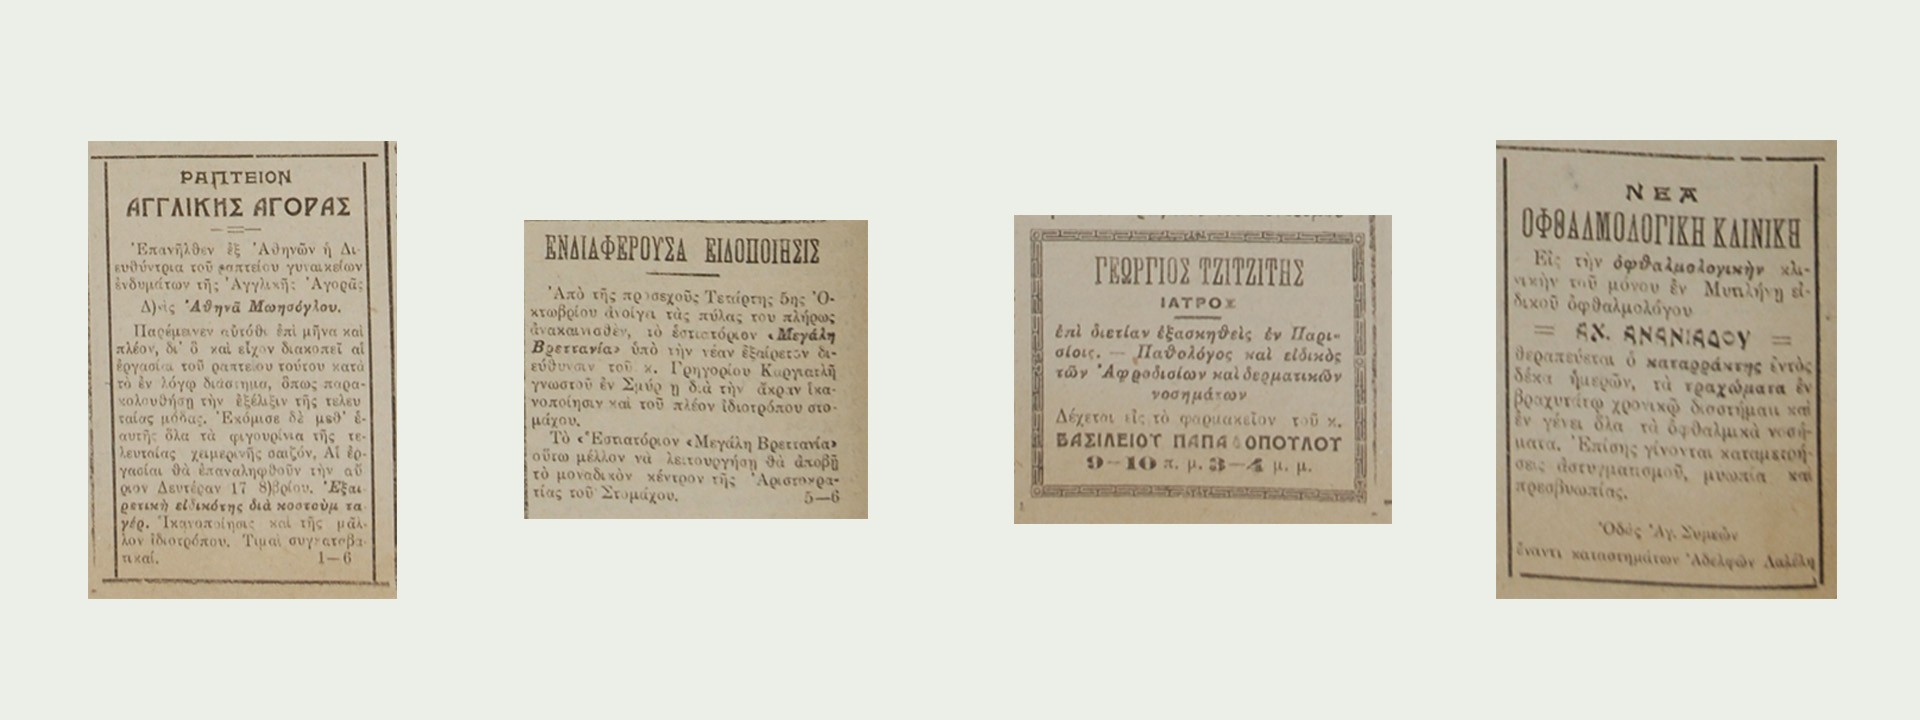 ΡΑΠΤΕΙΟΝ
ΑΓΓΛΙΚΗΣ ΑΓΟΡΑΣ
Ἐπανῆλθεν ἐξ Ἀθηνῶν ἡ Δι-
ευθύντρια τοῦ ραπτείου γυναικείων
ἐνδυμάτων τῆς Ἀγγλικῆς Ἀγορᾶς
Δ)νὶς Ἀθηνᾶ Μωησόγλου.
Παρέμεινεν αὐτόθι ἐπὶ μῆνα καὶ
πλέον, δι' ὃ καὶ εἶχον διακοπεῖ αἱ
ἐργασίαι τοῦ ραπτείου τούτου κατὰ
τὸ ἐν λόγῳ διάστημα, ὅπως παρα-
κολουθήσῃ τὴν ἐξέλιξιν τῆς τελευ
ταίας μόδας. Ἐκόμισε δὲ μεθ' ἑ-
αυτῆς ὅλα τὰ φιγουρίνια τῆς τε-
λευταίας χειμερινῆς σαιζόν. Αἱ ἐρ-
γασίαι θὰ ἐπαναληφθοῦν τὴν αὔ
ριον Δευτέραν 17 8)βρίου. Ἐξαι-
ρετικὴ εἰδικότης διὰ κοστοὺμ τα-
γέρ. Ἱκανοποίησις καὶ τῆς μᾶλ-
λον ἰδιοτρόπου. Τιμαὶ συγκαταβα-
τικαί. 1—6
ΕΝΔΙΑΦΕΡΟΥΣΑ ΕΙΔΟΠΟΙΗΣΙΣ
Ἀπὸ τῆς προσεχοῦς Τετάρτης 5ης Ὀ-
κτωβρίου ἀνοίγει τὰς πύλας του πλήρως
ἀνακαινισθὲν, τὸ ἑστιατόριον «Μεγάλη
Βρεττανία» ὑπὸ τὴν νέαν ἐξαίρετον δι-
εύθυνσιν τοῦ κ. Γρηγορίου Καργιατλῆ
γνωστοῦ ἐν Σμύρ ῃ διὰ τὴν ἄκραν ἱκα-
νοποίησιν καὶ τοῦ πλέον ἰδιοτρόπου στο-
μάχου.
Τὸ «Ἑστιατόριον «Μεγάλη Βρεττανία»
οὕτω μέλλον νὰ λειτουργήσῃ θὰ ἀποβῇ
τὸ μοναδικὸν κέντρον τῆς Ἀριστοκρα-
τίας τοῦ Στομάχου. 5—6
ΓΕΩΡΓΙΟΣ ΤΖΙΤΖΙΤΗΣ
ΙΑΤΡΟΣ
ἐπὶ διετίαν ἐξασκηθεὶς ἐν Παρι-
σίοις. — Παθολόγος καὶ εἰδικὸς
τῶν Ἀφροδισίων καὶ δερματικῶν
νοσημάτων
Δέχεται εἰς τὸ φαρμακεῖον τοῦ κ.
ΒΑΣΙΛΕΙΟΥ ΠΑΠΑΔΟΠΟΥΛΟΥ
9—10 π. μ. 3—4 μ. μ.
ΝΕΑ
ΟΦΘΑΛΜΟΛΟΓΙΚΗ ΚΛΙΝΙΚΗ
Εἰς τὴν ὀφθαλμολογικὴν κλι-
νικὴν τοῦ μόνου ἐν Μυτιλήνῃ εἰ-
δικοῦ ὀφθαλμολόγου
ΑΧ. ΑΝΑΝΙΑΔΟΥ
θεραπεύεται ὁ καταρράκτης ἐντὸς
δέκα ἡμερῶν, τὰ τραχώματα ἐν
βραχυτάτῳ χρονικῷ διαστήματι καὶ
ἐν γένει ὅλα τὰ ὀφθαλμικὰ νοσή-
ματα. Ἐπίσης γίνονται καταμετρή-
σεις ἀστυγματισμοῦ, μυωπία καὶ
πρεσβυωπίας.
Ὁδὸς Ἁγ. Συμεὼν
ἔναντι καταστημάτων Ἀδελφῶν Λαλέλη